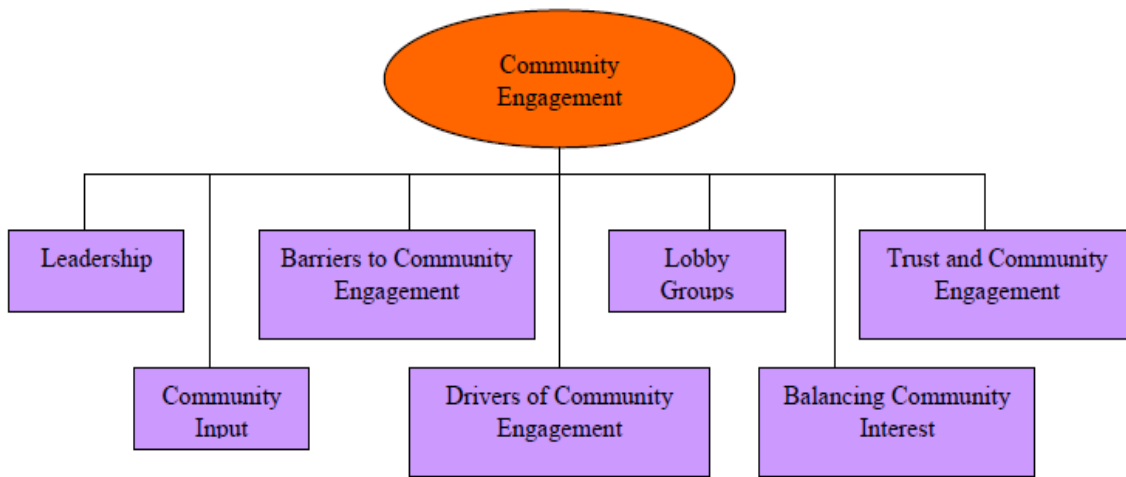 Community
Engagement
Leadership
Barriers to Community
Engagement
Lobby
Groups
Trust and Community
Engagement
Community
Input
Drivers of Community
Engagement
Balancing Community
Interest